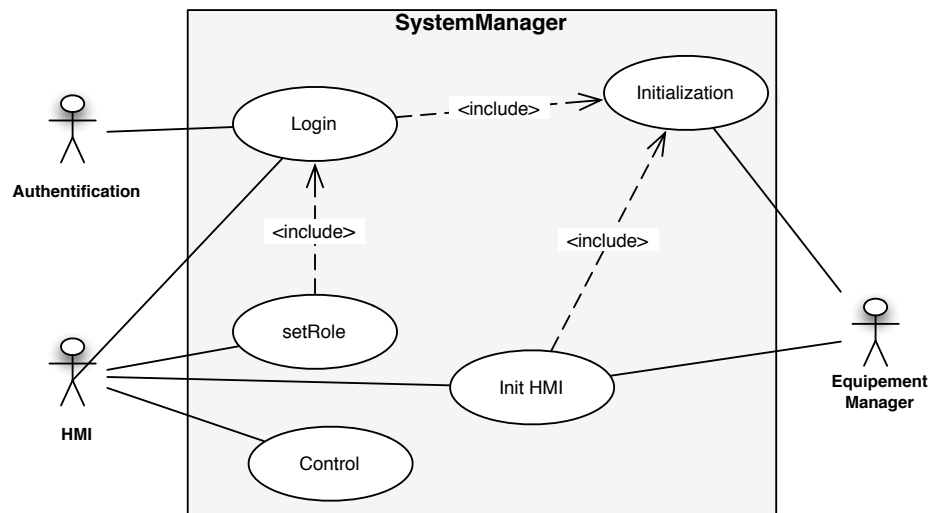 SystemManager
Initialization
<include>
Login
Authentification
<include>
<include>
setRole
Init HMI
Equipement
Manager
HMI
Control